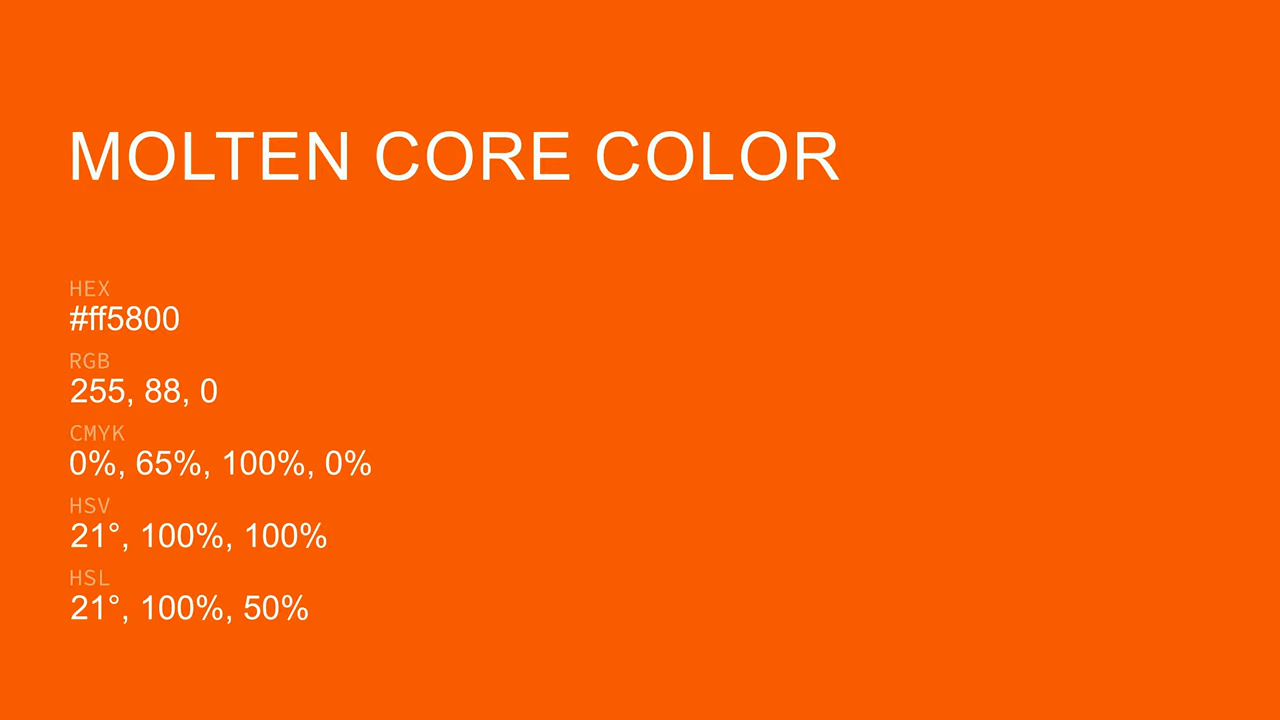 MOLTEN CORE COLOR
HEX
#ff5800
RGB
255, 88, 0
CMYK
0%, 65%, 100%, 0%
HSV
21°, 100%, 100%
HSL
21°, 100%, 50%